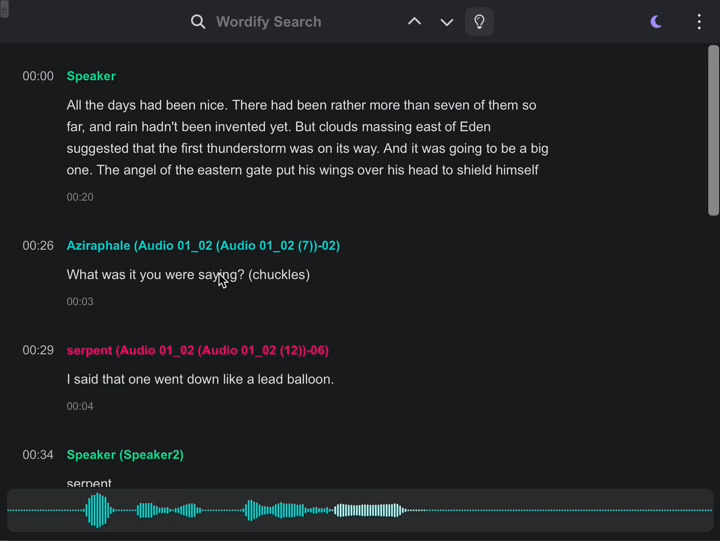 Wordify Search
00:00 Speaker
All the days had been nice. There had been rather more than seven of them so
far, and rain hadn't been invented yet. But clouds massing east of Eden
suggested that the first thunderstorm was on its way. And it was going to be a big
one. The angel of the eastern gate put his wings over his head to shield himself
00:20
00:26 Aziraphale (Audio 01_02 (Audio 01_02 (7))-02)
What was it you were saying? (chuckles)
00:03
00:29 serpent (Audio 01_02 (Audio 01_02 (12))-06)
I said that one went down like a lead balloon.
00:04
00:34 Speaker (Speaker2)
serpent